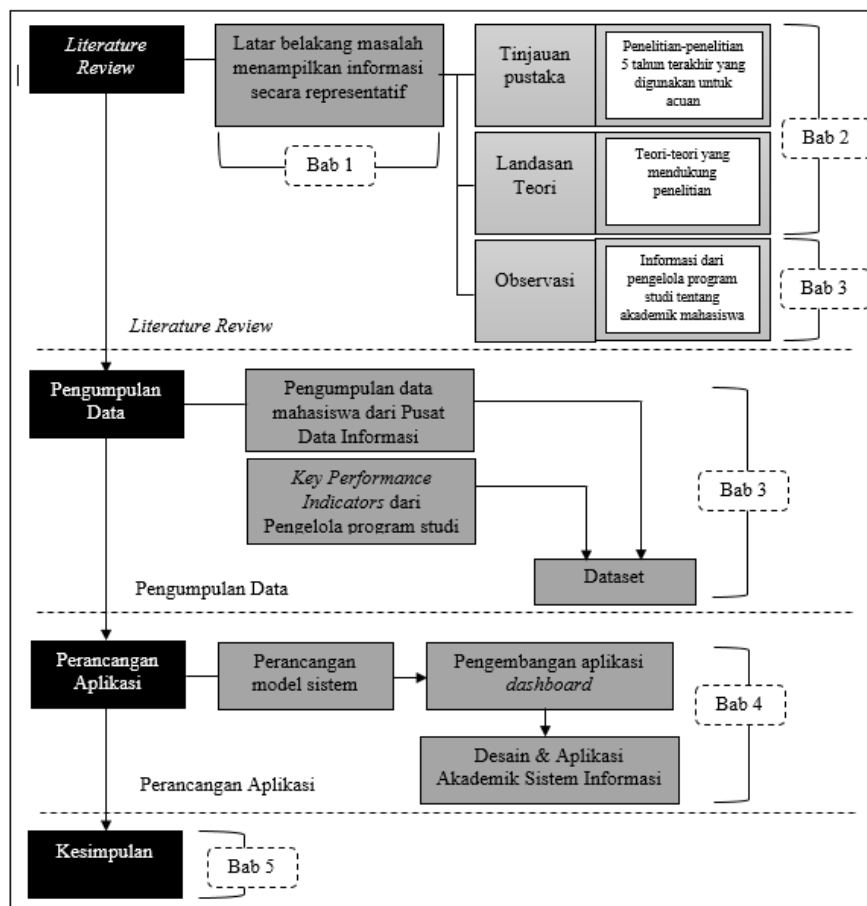 Literature
Review
Latar belakang masalah
menampilkan informasi
secara representatif
Bab 1
Tinjauan
pustaka
Penelitian-penelitian
5 tahun terakhir yang
digunakan untuk
acuan
Landasan
Teori
Teori-teori yang
mendukung
penelitian
Bab 2
Observasi
Informasi dari
pengelola program
studi tentang
akademik mahasiswa
Bab 3
Literature Review
Pengumpulan
Data
Pengumpulan data
mahasiswa dari Pusat
Data Informasi
Key Performance
Indicators dari
Pengelola program studi
Dataset
Bab 3
Pengumpulan Data
Perancangan
Aplikasi
Perancangan
model sistem
Pengembangan aplikasi
dashboard
Desain & Aplikasi
Akademik Sistem Informasi
Bab 4
Perancangan Aplikasi
Kesimpulan
Bab 5